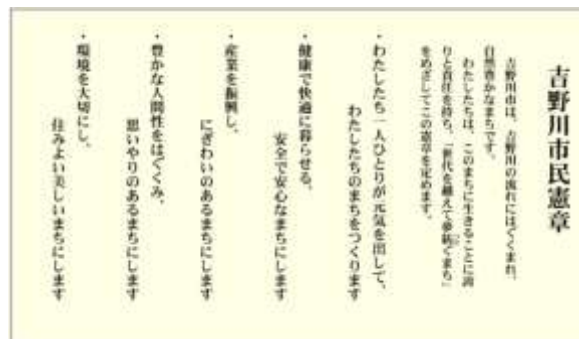 吉野川市民憲章
吉野川市は、吉野川の流れにはぐくまれ、
自然豊かなまちです。
わたしたちは、このまちに生きることに誇
りと責任を持ち、「世代を越えて夢紡ぐまち」
をめざしてこの憲章を定めます。
・わたしたち一人ひとりが元気を出して、
わたしたちのまちをつくります
・健康で快適に暮らせる、
安全で安心なまちにします
・産業を振興し、
にぎわいのあるまちにします
・豊かな人間性をはぐくみ、
思いやりのあるまちにします
・環境を大切にし、
住みよい美しいまちにします